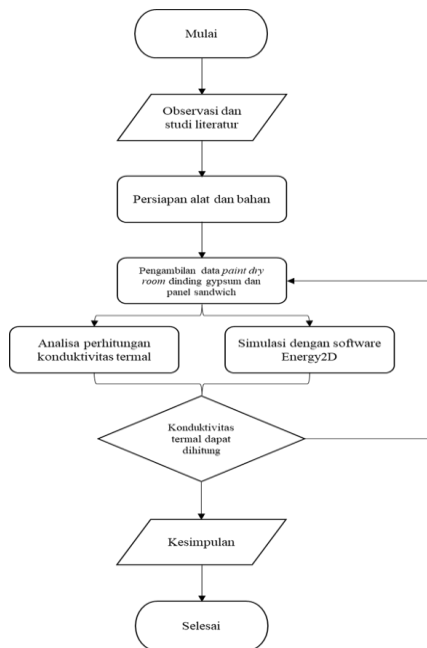 Mulai
Observasi dan
studi literatur
Persiapan alat dan bahan
Pengambilan data paint dry
room dinding gypsum dan
panel sandwich
Analisa perhitungan
konduktivitas termal
Simulasi dengan software
Energy2D
Konduktivitas
termal dapat
dihitung
Kesimpulan
Selesai